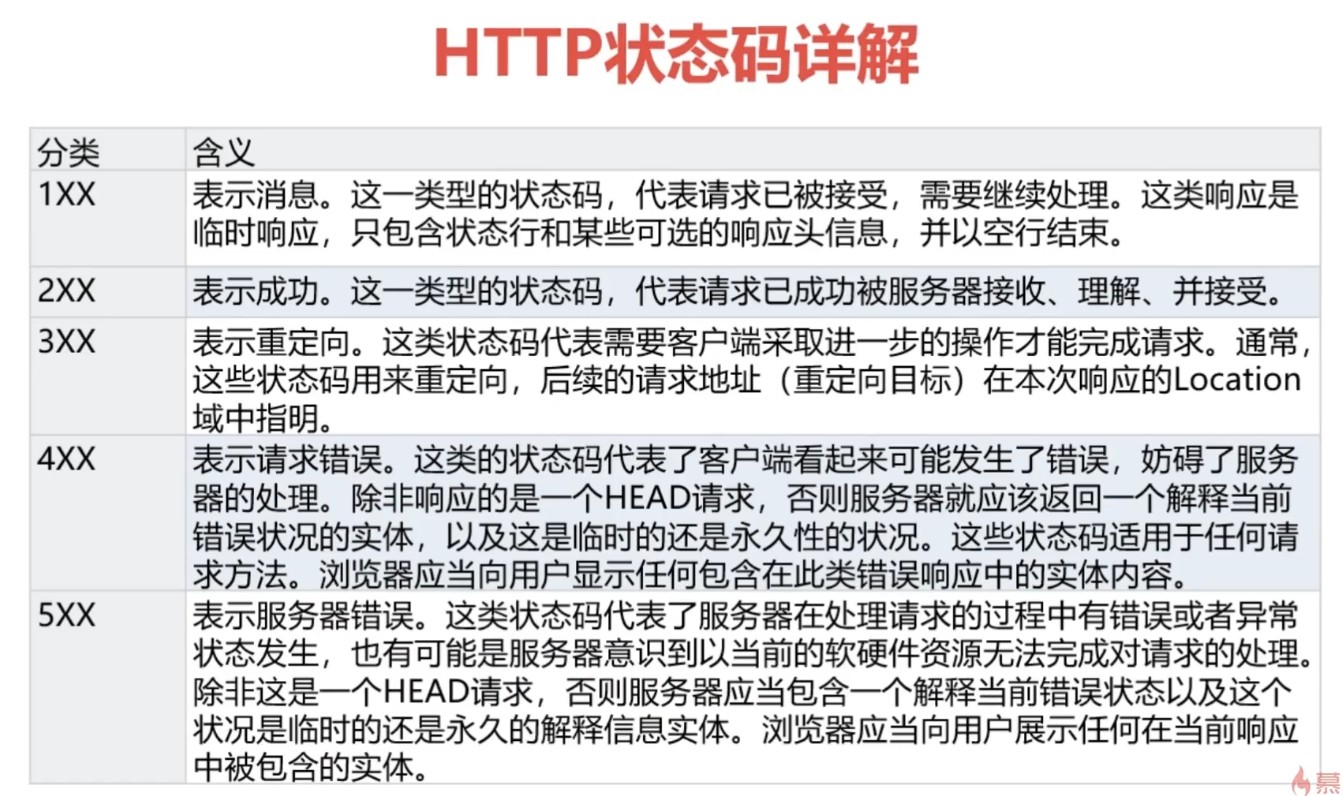 HTTP状态码详解
分类
含义
1XX
表示消息。这一类型的状态码，代表请求已被接受，需要继续处理。这类响应是
临时响应，只包含状态行和某些可选的响应头信息，并以空行结束。
2XX
表示成功。这一类型的状态码，代表请求已成功被服务器接收、理解、并接受。
3XX
表示重定向。这类状态码代表需要客户端采取进一步的操作才能完成请求。通常，
这些状态码用来重定向，后续的请求地址（重定向目标）在本次响应的Location
域中指明。
4XX
表示请求错误。这类的状态码代表了客户端看起来可能发生了错误，妨碍了服务
器的处理。除非响应的是一个HEAD请求，否则服务器就应该返回一个解释当前
错误状况的实体，以及这是临时的还是永久性的状况。这些状态码适用于任何请
求方法。浏览器应当向用户显示任何包含在此类错误响应中的实体内容。
5XX
表示服务器错误。这类状态码代表了服务器在处理请求的过程中有错误或者异常
状态发生，也有可能是服务器意识到以当前的软硬件资源无法完成对请求的处理。
除非这是一个HEAD请求，否则服务器应当包含一个解释当前错误状态以及这个
状况是临时的还是永久的解释信息实体。浏览器应当向用户展示任何在当前响应
中被包含的实体。
慕